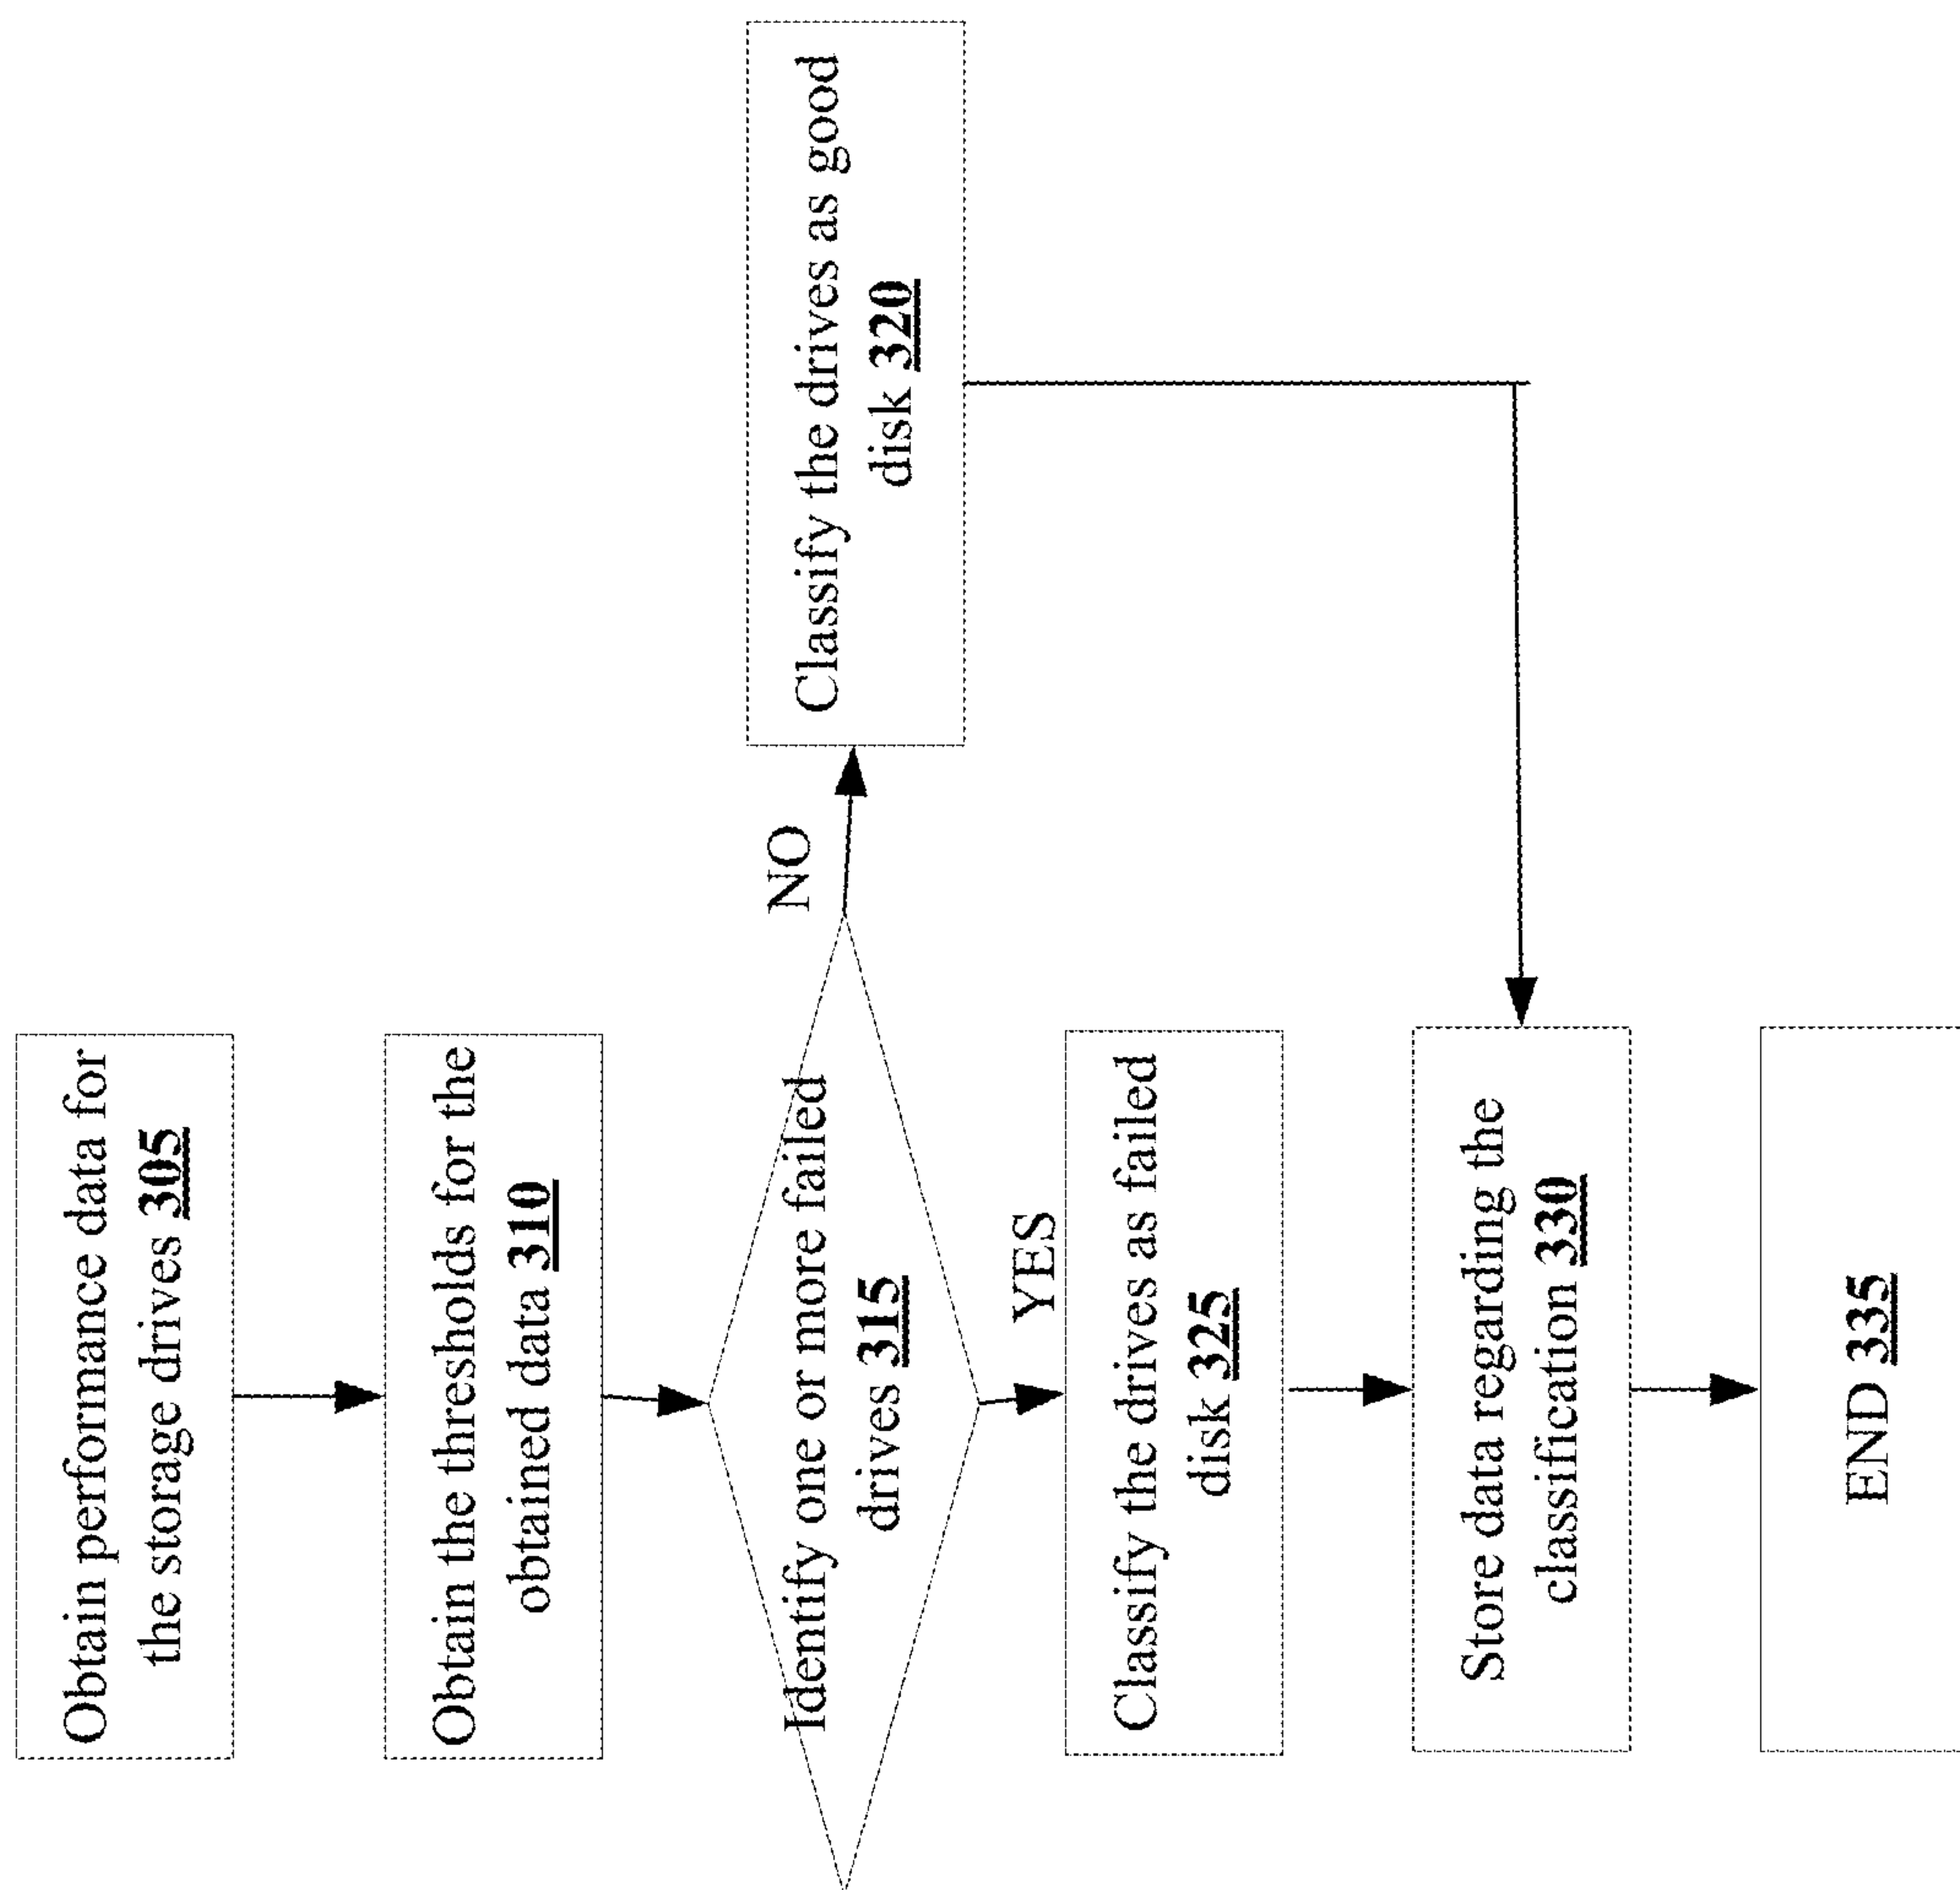 Obtain performance data for
the storage drives 305
Obtain the thresholds for the
obtained data 310
Identify one or more failed
drives 315
NO
Classify the drives as good
disk 320
YES
Classify the drives as failed
disk 325
Store data regarding the
classification 330
END 335